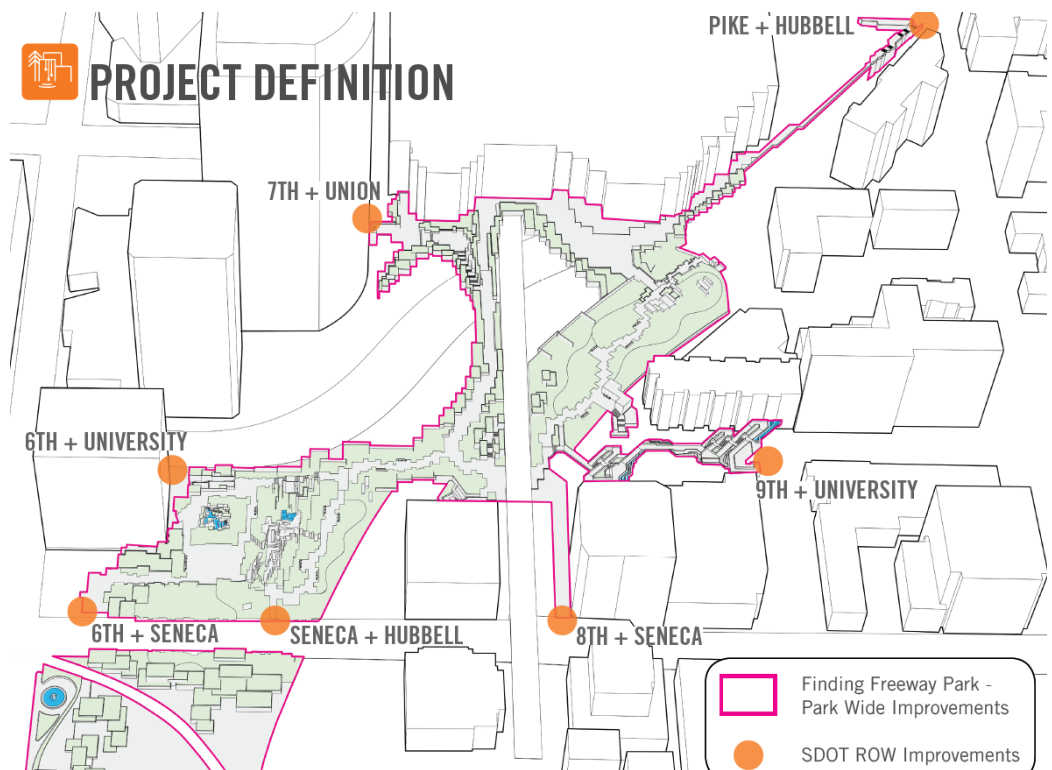 PIKE + HUBBELL
PROJECT DEFINITION
7TH + UNION
6TH + UNIVERSITY
9TH + UNIVERSITY
6TH + SENECA
SENECA + HUBBELL
8TH + SENECA
Finding Freeway Park -
Park Wide Improvements
SDOT ROW Improvements